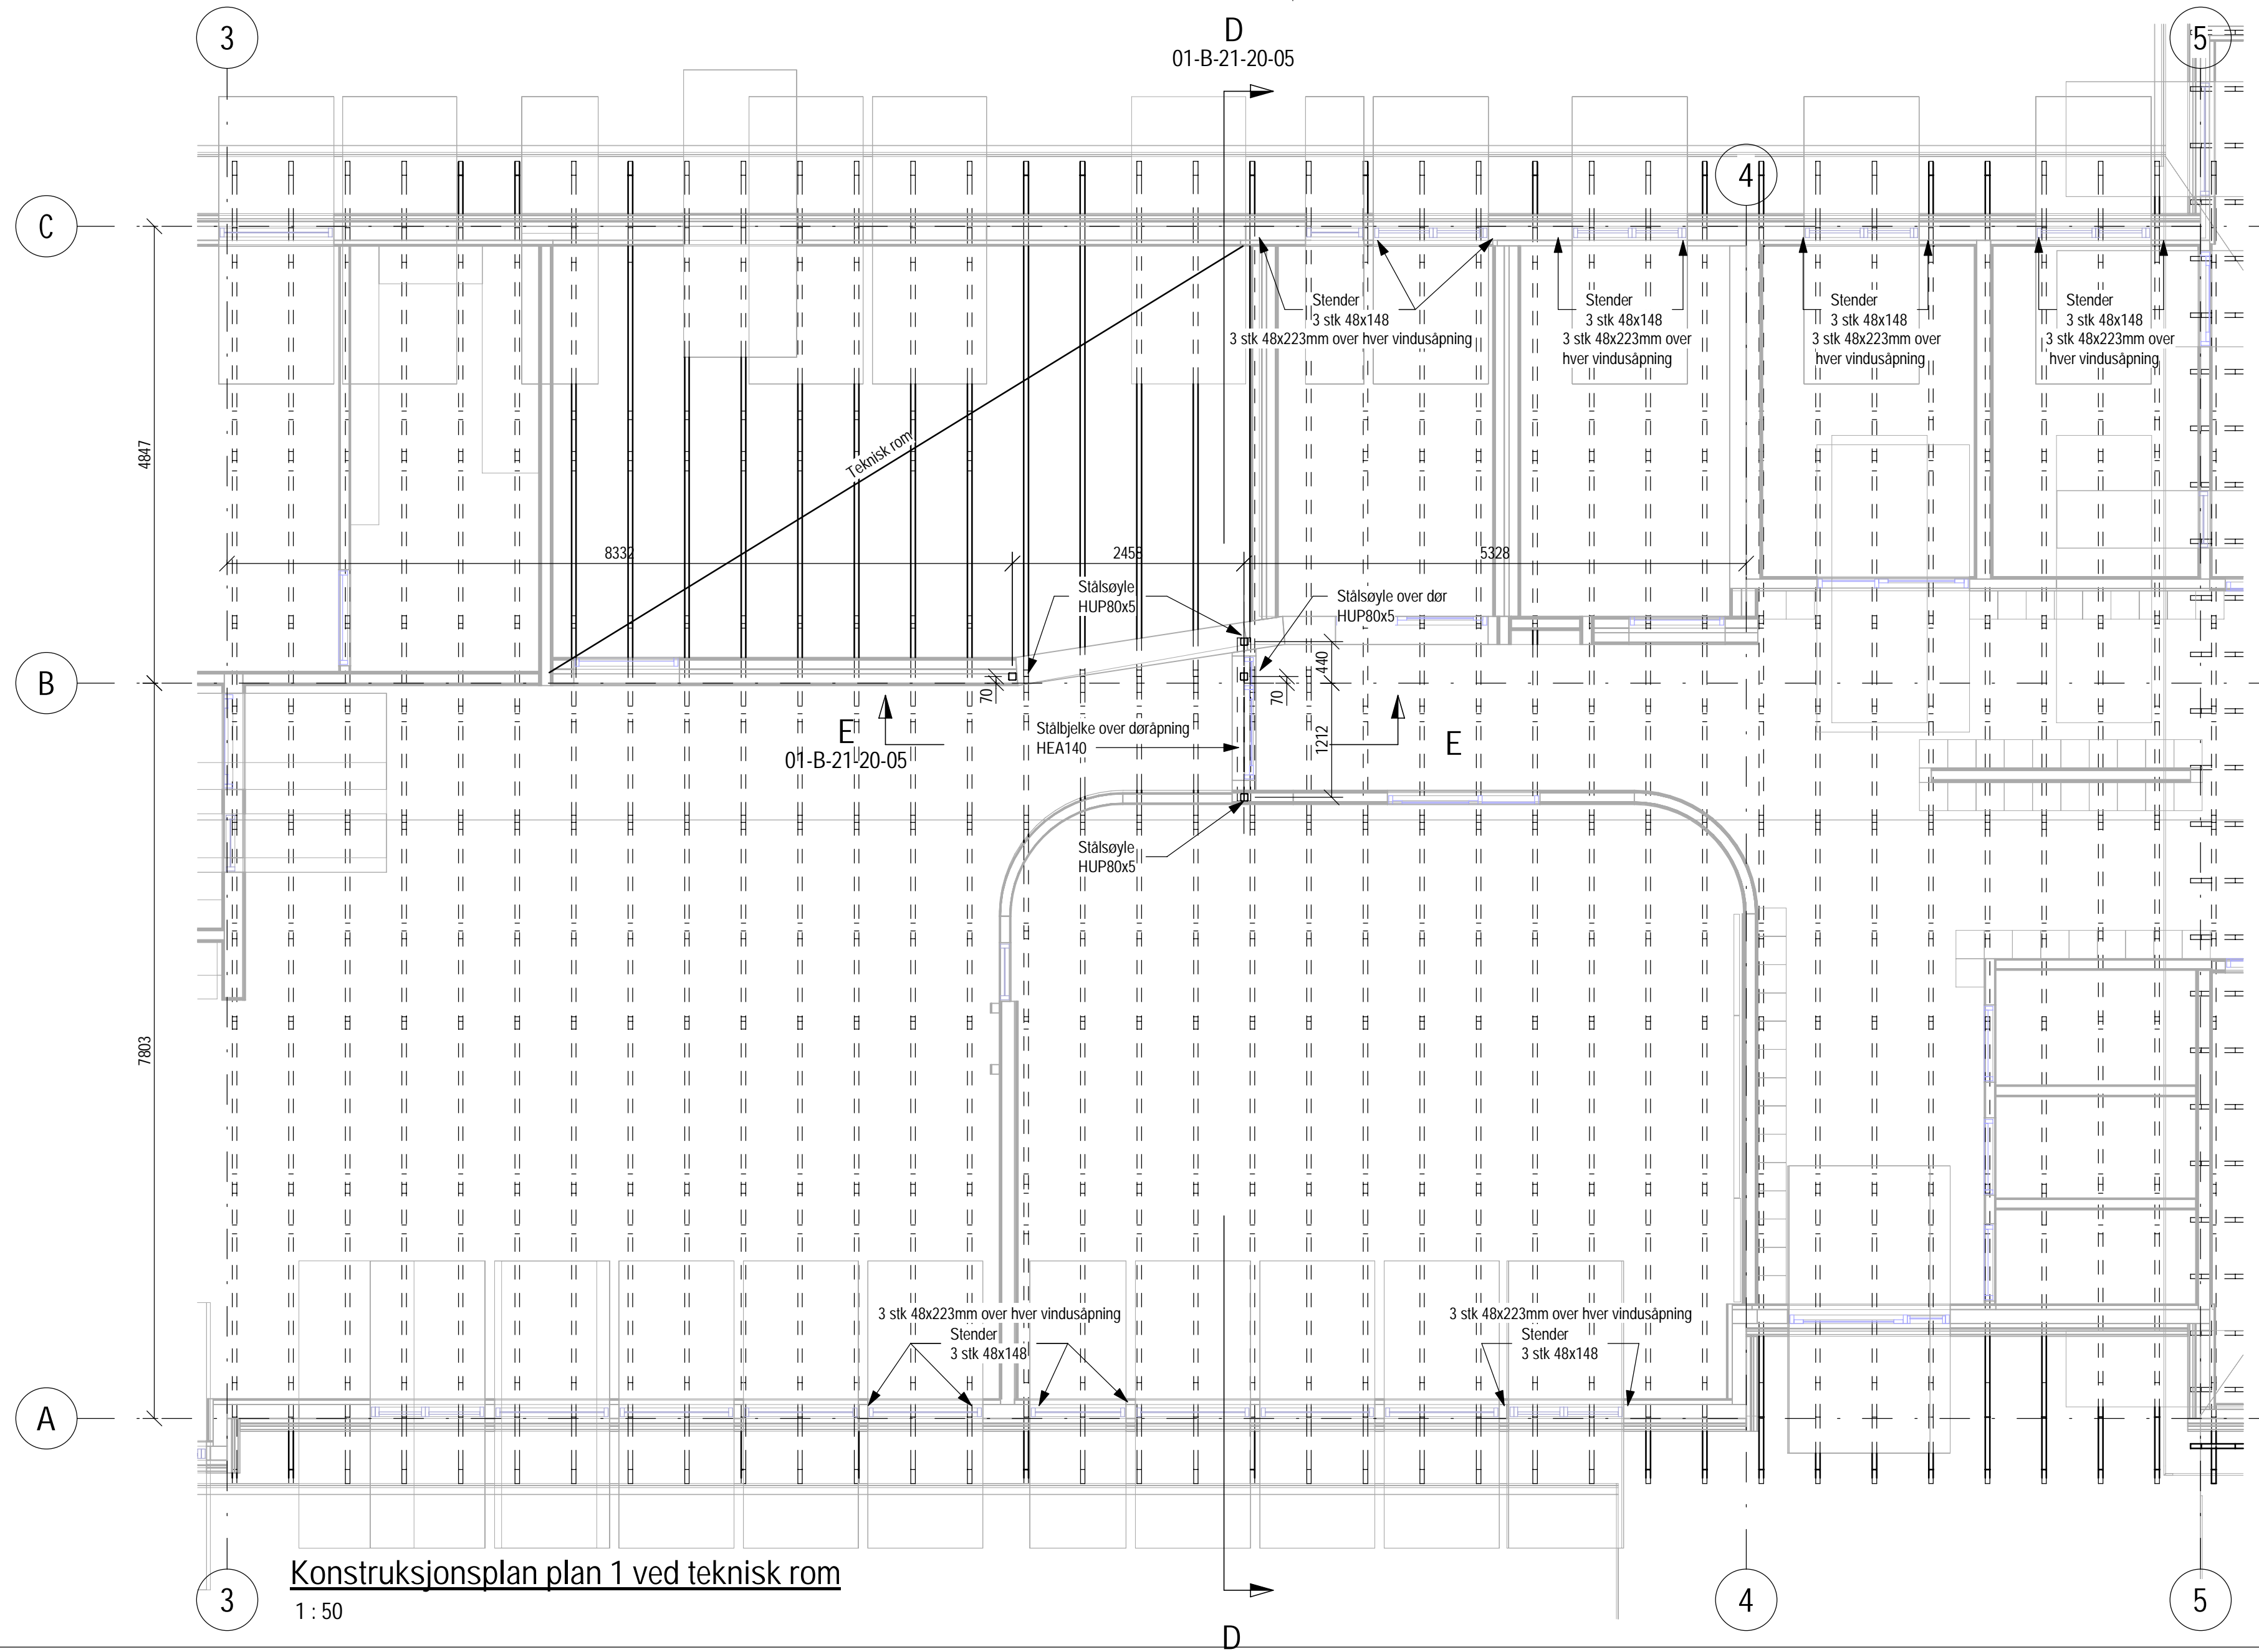 D
01-B-21-20-05
3
5
4
C
Stender
3 stk 48x148
3 stk 48x223mm over hver vindusåpning
Stender
3 stk 48x148
3 stk 48x223mm over
hver vindusåpning
Stender
3 stk 48x148
3 stk 48x223mm over
hver vindusåpning
Stender
3 stk 48x148
3 stk 48x223mm over
hver vindusåpning
4847
Teknisk rom
8332
2458
5328
Stålsøyle
HUP80x5
Stålsøyle over dør
HUP80x5
440
B
70
70
E
01-B-21-20-05
Stålbjelke over døråpning
HEA140
1212
E
Stålsøyle
HUP80x5
7803
3 stk 48x223mm over hver vindusåpning
Stender
3 stk 48x148
3 stk 48x223mm over hver vindusåpning
Stender
3 stk 48x148
A
Konstruksjonsplan plan 1 ved teknisk rom
1 : 50
3
4
5
D